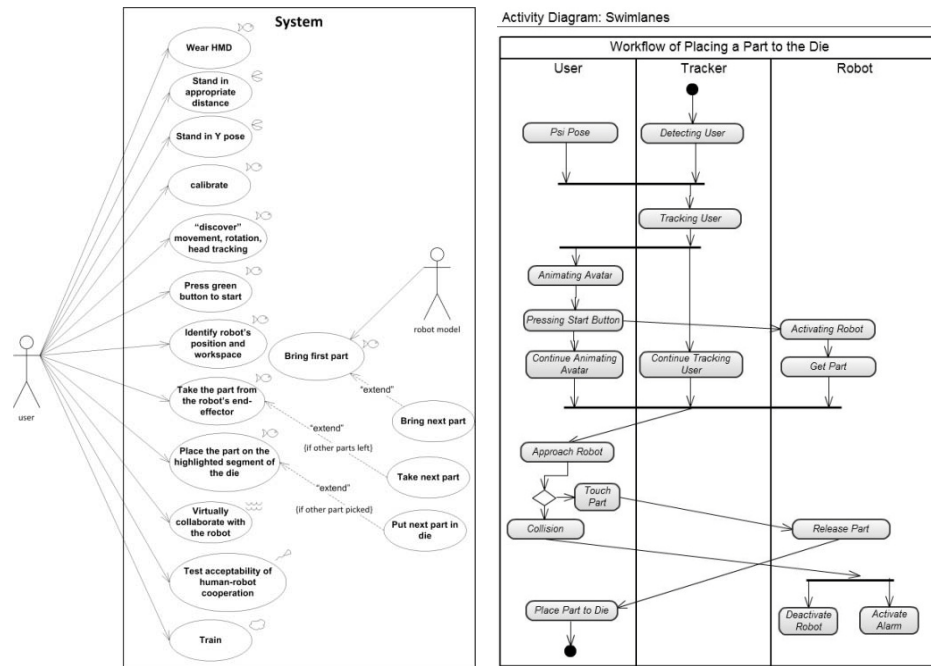 System
Wear HMD
Stand in
appropriate
distance
Stand in Y pose
calibrate
“discover”
movement, rotation,
head tracking
Press green
button to start
Identify robot's
position and
workspace
Take the part from
the robot's end-
effector
Place the part on the
highlighted segment of
the die
Virtually
collaborate with
the robot
Test acceptability of
human-robot
cooperation
Train
user
robot model
Bring first part
"extend"
Bring next part
"extend"
{if other parts left}
Take next part
"extend"
{if other part picked}
Put next part in
die
Activity Diagram: Swimlanes
Workflow of Placing a Part to the Die
User
Tracker
Robot
Psi Pose
Detecting User
Tracking User
Animating Avatar
Pressing Start Button
Activating Robot
Continue Animating
Avatar
Continue Tracking
User
Get Part
Approach Robot
Touch
Part
Collision
Release Part
Place Part to Die
Deactivate
Robot
Activate
Alarm